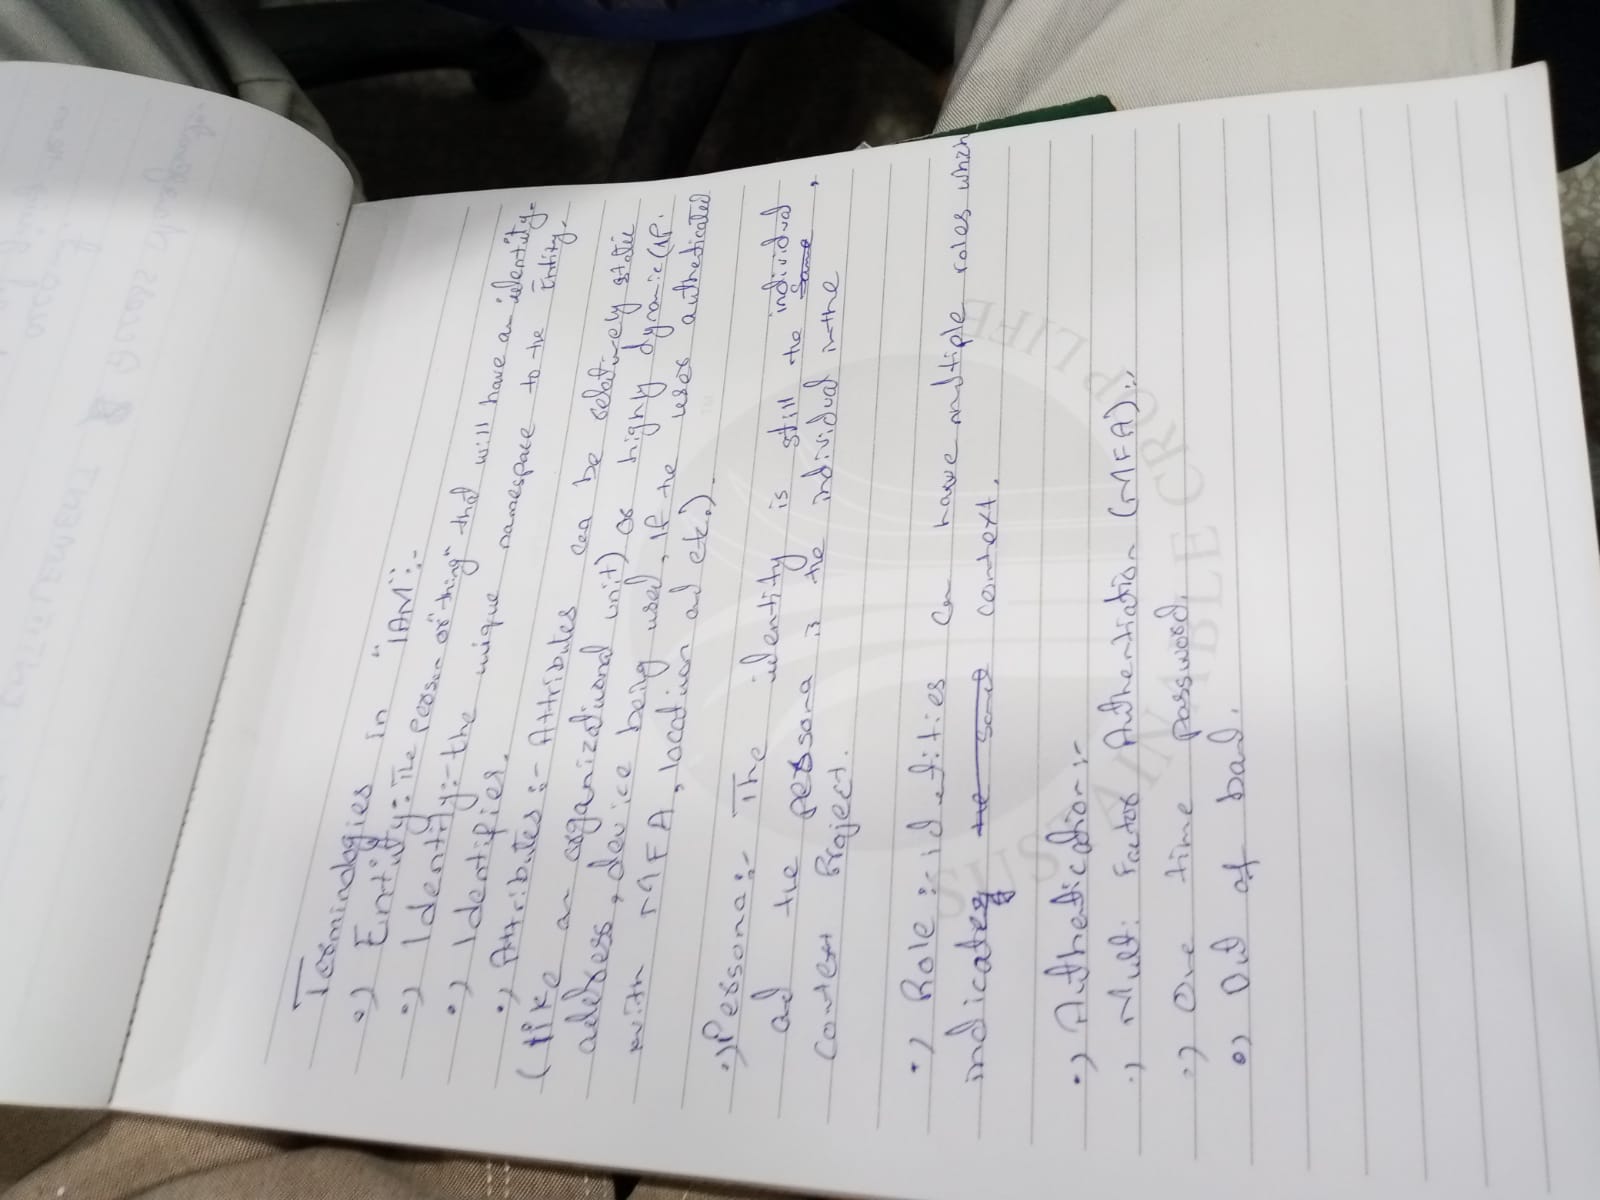 Terminologies in "IAM":-
•) Entity:- The person or "thing" that will have an identity.
•) Identity:- the unique namespace to the Entity.
•) Identifier.
•) Attributes:- Attributes can be relatively static
(like an organizational unit) or highly dynamic (IP.
address, device being used, If the user authenticated
with MFA, location and etc.).
•) Persona:- The identity is still the individual
and the persona is the individual in the same,
context Project.
•) Role:- identities can have multiple roles which
indicates the same context.
•) Authentication:-
•) Multi Factor Authentiation (MFA):-
•) One time password.
•) Out of band.
SUSTAINABLE CROP LIFE